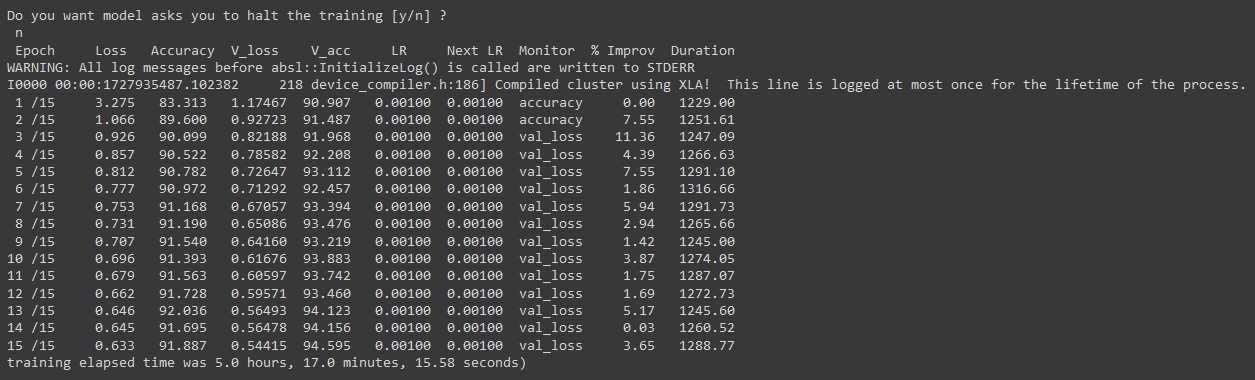 Do you want model asks you to halt the training [y/n] ?
n
Epoch Loss Accuracy V_loss V_acc LR Next LR Monitor % Improv Duration
WARNING: All log messages before absl::InitializeLog() is called are written to STDERR
I0000 00:00:1727935487.102382 218 device_compiler.h:186] Compiled cluster using XLA! This line is logged at most once for the lifetime of the process.
1 /15 3.275 83.313 1.17467 90.907 0.00100 0.00100 accuracy 0.00 1229.00
2 /15 1.066 89.600 0.92723 91.487 0.00100 0.00100 accuracy 7.55 1251.61
3 /15 0.926 90.099 0.82188 91.968 0.00100 0.00100 val_loss 11.36 1247.09
4 /15 0.857 90.522 0.78582 92.208 0.00100 0.00100 val_loss 4.39 1266.63
5 /15 0.812 90.782 0.72647 93.112 0.00100 0.00100 val_loss 7.55 1291.10
6 /15 0.777 90.972 0.71292 92.457 0.00100 0.00100 val_loss 1.86 1316.66
7 /15 0.753 91.168 0.67057 93.394 0.00100 0.00100 val_loss 5.94 1291.73
8 /15 0.731 91.190 0.65086 93.476 0.00100 0.00100 val_loss 2.94 1265.66
9 /15 0.707 91.540 0.64160 93.219 0.00100 0.00100 val_loss 1.42 1245.00
10 /15 0.696 91.393 0.61676 93.883 0.00100 0.00100 val_loss 3.87 1274.05
11 /15 0.679 91.563 0.60597 93.742 0.00100 0.00100 val_loss 1.75 1287.07
12 /15 0.662 91.728 0.59571 93.460 0.00100 0.00100 val_loss 1.69 1272.73
13 /15 0.646 92.036 0.56493 94.123 0.00100 0.00100 val_loss 5.17 1245.60
14 /15 0.645 91.695 0.56478 94.156 0.00100 0.00100 val_loss 0.03 1260.52
15 /15 0.633 91.887 0.54415 94.595 0.00100 0.00100 val_loss 3.65 1288.77
training elapsed time was 5.0 hours, 17.0 minutes, 15.58 seconds)